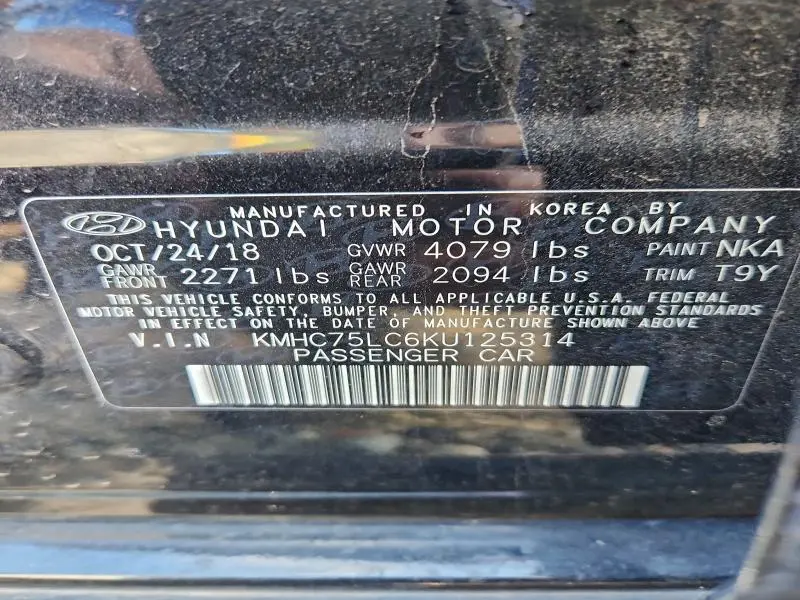 MANUFACTURED IN KOREA BY
HYUNDAI MOTOR COMPANY
OCT/24/18 GVWR 4079 lbs PAINT NKA
GAWR FRONT 2271 lbs GAWR REAR 2094 lbs TRIM T9Y
THIS VEHICLE CONFORMS TO ALL APPLICABLE U.S.A. FEDERAL
MOTOR VEHICLE SAFETY, BUMPER, AND THEFT PREVENTION STANDARDS
IN EFFECT ON THE DATE OF MANUFACTURE SHOWN ABOVE
V.I.N KMHC75LC6KU125314
PASSENGER CAR